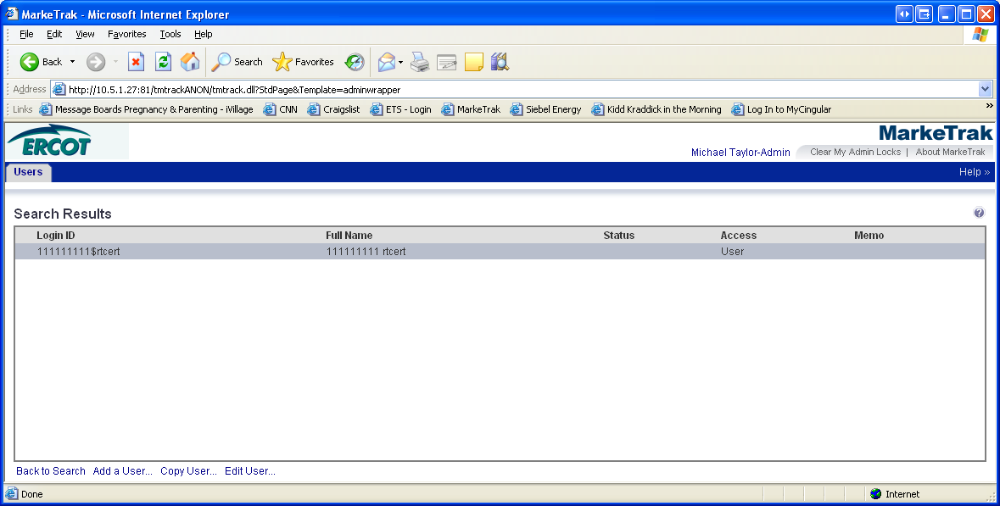 MarkeTrak - Microsoft Internet Explorer
File Edit View Favorites Tools Help
Back Search Favorites
Address http://10.5.1.27:81/tmtrackANON/tmtrack.dll?StdPage&Template=adminwrapper
Links Message Boards Pregnancy & Parenting - iVillage CNN Craigslist ETS - Login MarkeTrak Siebel Energy Kidd Kraddick in the Morning Log In to MyCingular »
ERCOT MarkeTrak
Michael Taylor-Admin Clear My Admin Locks | About MarkeTrak
Users Help »
Search Results ?
Login ID Full Name Status Access Memo
111111111$rtcert 111111111 rtcert User
Back to Search Add a User... Copy User... Edit User...
Done Internet